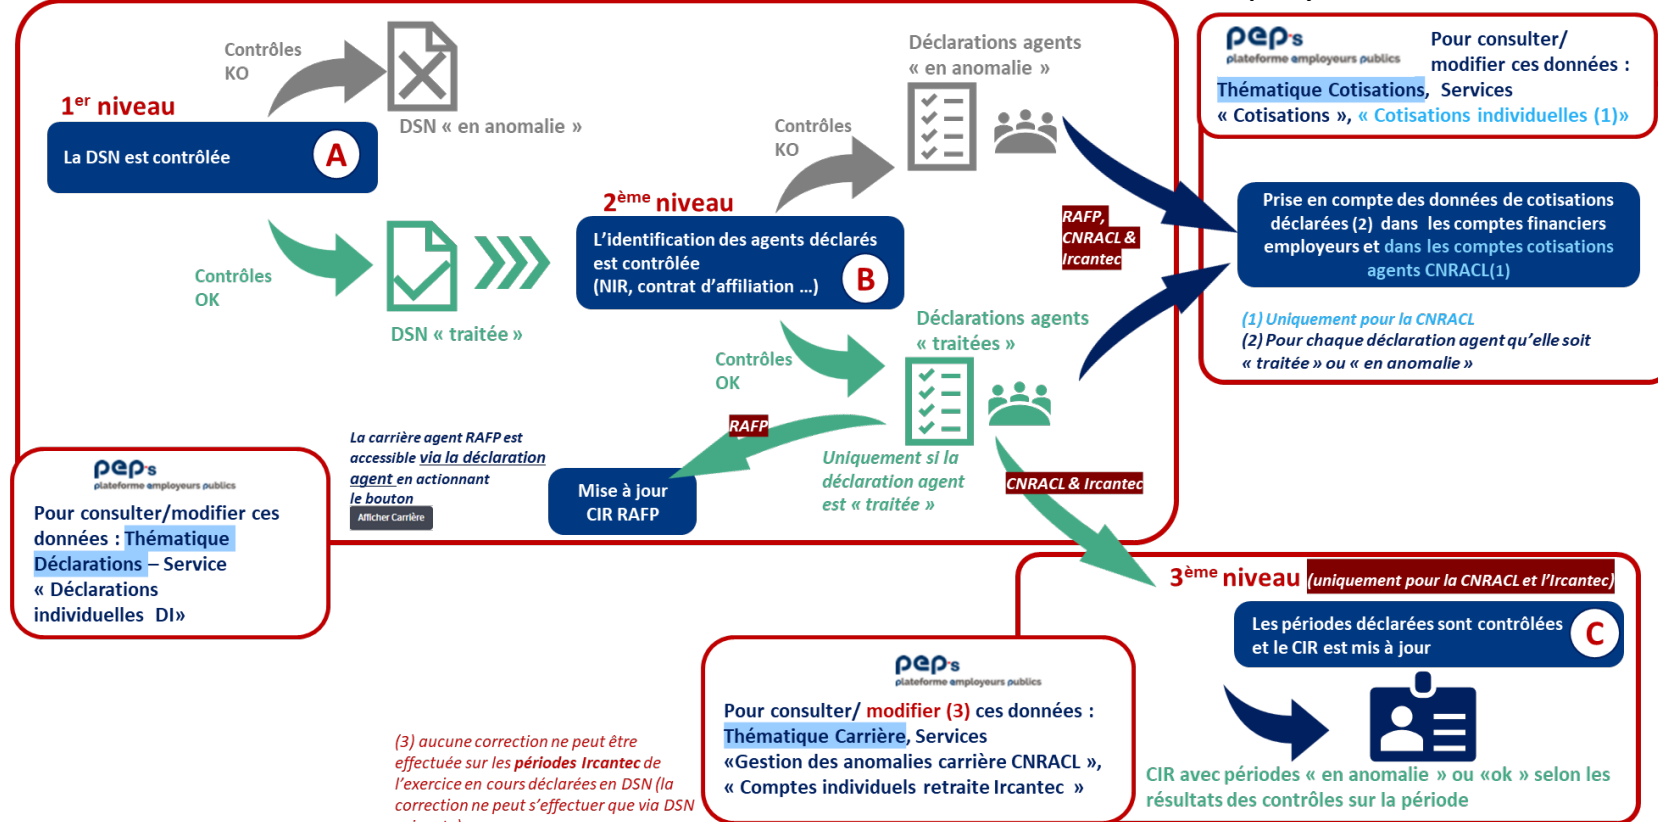 Contrôles
KO
1er niveau
La DSN est contrôlée
A
DSN « en anomalie »
Contrôles
OK
DSN « traitée »
2ème niveau
L’identification des agents déclarés
est contrôlée
(NIR, contrat d’affiliation …)
B
Contrôles
KO
Déclarations agents
« en anomalie »
Contrôles
OK
Déclarations agents
« traitées »
RAFP,
CNRACL &
Ircantec
pep's
plateforme employeurs publics
Pour consulter/
modifier ces données :
Thématique Cotisations, Services
« Cotisations », « Cotisations individuelles (1)»
Prise en compte des données de cotisations
déclarées (2) dans les comptes financiers
employeurs et dans les comptes cotisations
agents CNRACL(1)
(1) Uniquement pour la CNRACL
(2) Pour chaque déclaration agent qu’elle soit
« traitée » ou « en anomalie »
RAFP
Uniquement si la
déclaration agent
est « traitée »
CNRACL & Ircantec
La carrière agent RAFP est
accessible via la déclaration
agent en actionnant
le bouton
Afficher Carrière
Mise à jour
CIR RAFP
pep's
plateforme employeurs publics
Pour consulter/modifier ces
données : Thématique
Déclarations – Service
« Déclarations
individuelles DI»
3ème niveau (uniquement pour la CNRACL et l’Ircantec)
Les périodes déclarées sont contrôlées
et le CIR est mis à jour
C
CIR avec périodes « en anomalie » ou «ok » selon les
résultats des contrôles sur la période
pep's
plateforme employeurs publics
Pour consulter/ modifier (3) ces données :
Thématique Carrière, Services
«Gestion des anomalies carrière CNRACL »,
« Comptes individuels retraite Ircantec »
(3) aucune correction ne peut être
effectuée sur les périodes Ircantec de
l’exercice en cours déclarées en DSN (la
correction ne peut s’effectuer que via DSN